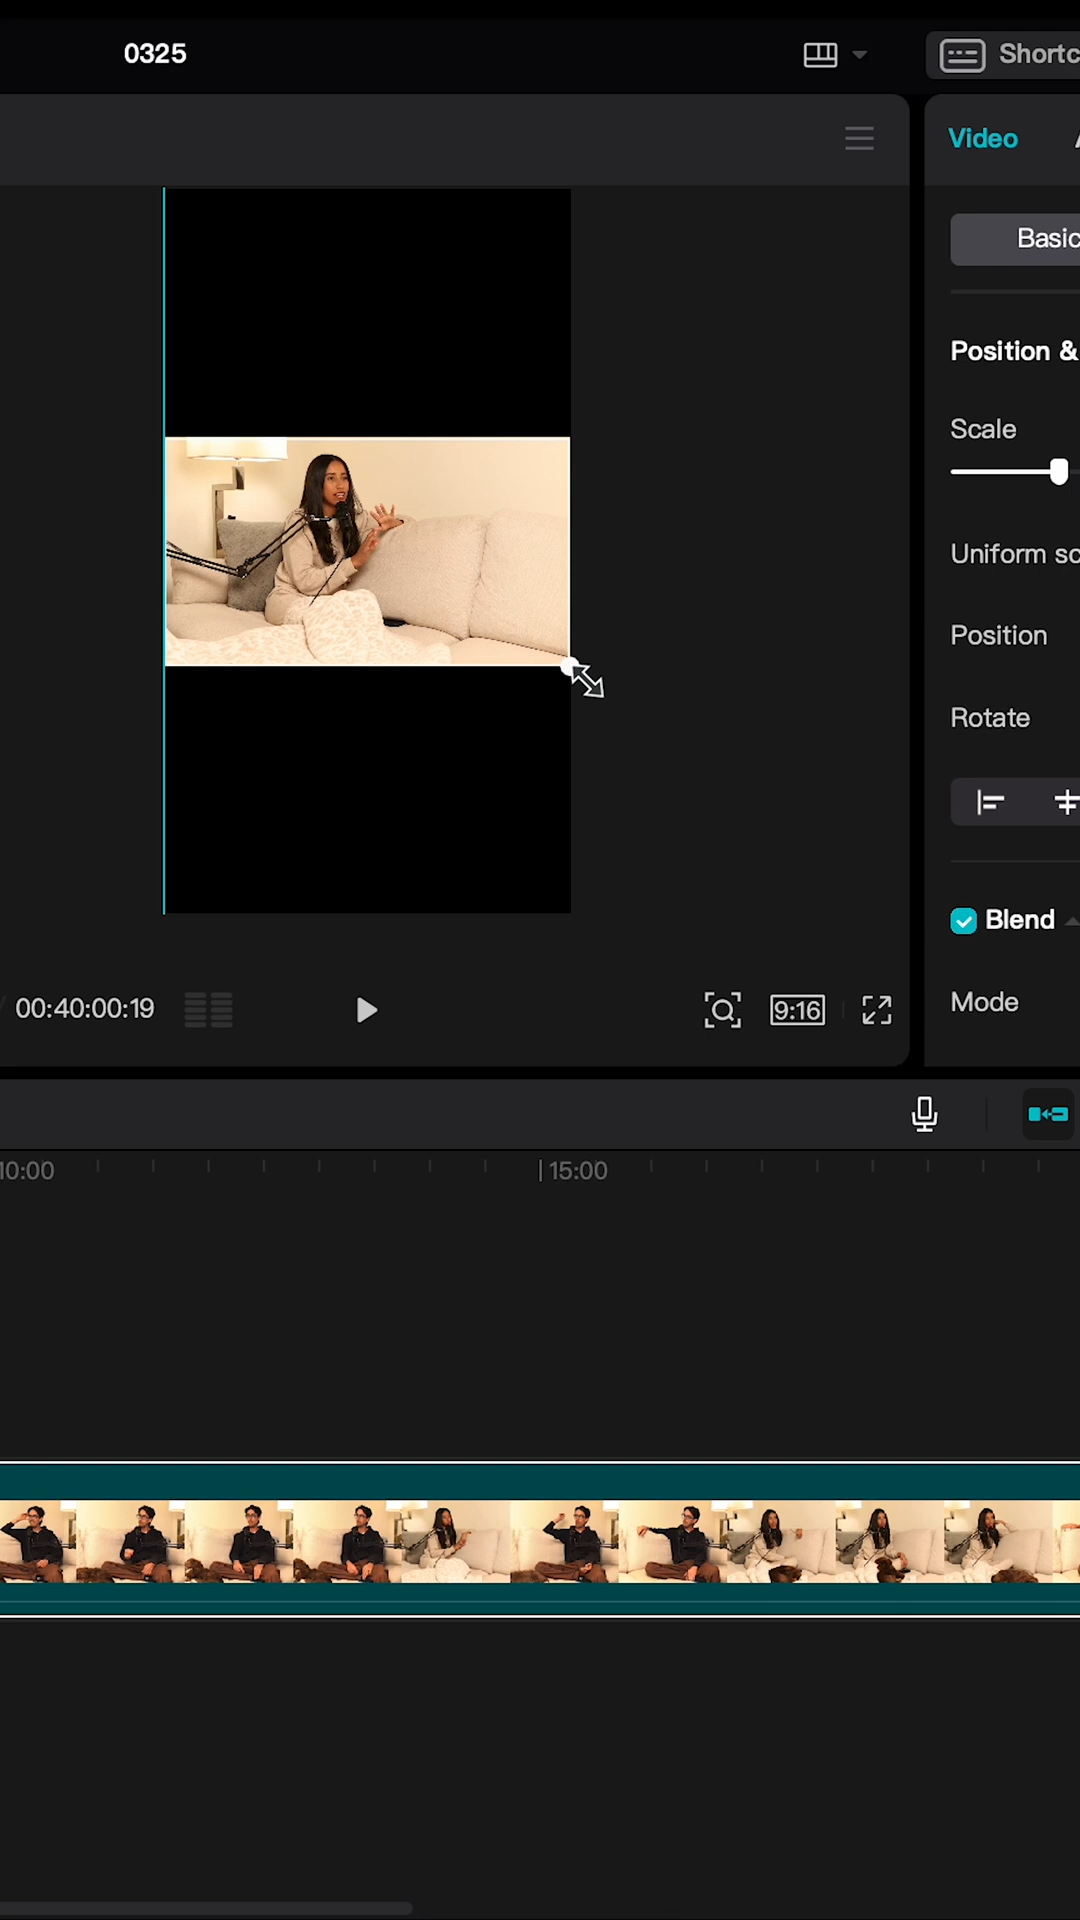 0325
Shortc
Video
Basic
Position &
Scale
Uniform sc
Position
Rotate
Blend
Mode
00:40:00:19
9:16
10:00
15:00